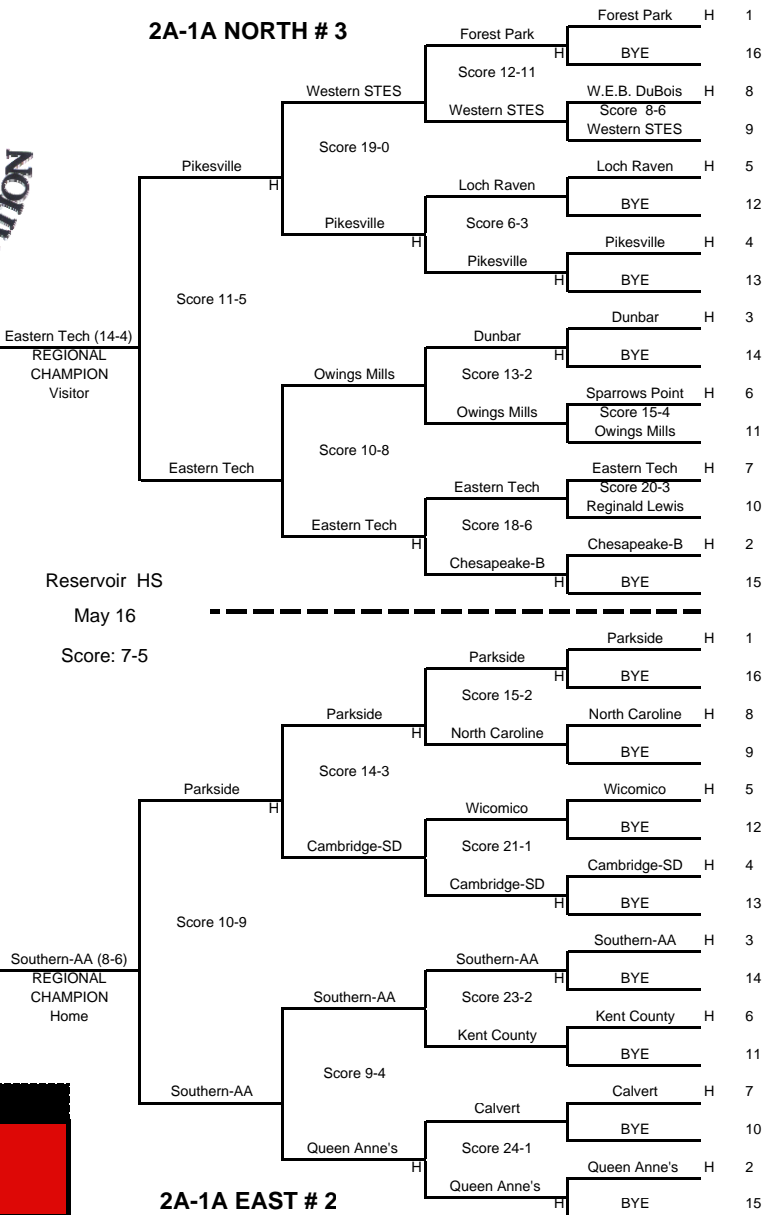 2A-1A NORTH # 3
Forest Park H 1
Forest Park
H
BYE 16
Score 12-11
Western STES
W.E.B. DuBois H 8
Western STES
Score 8-6
Western STES 9
Score 19-0
Pikesville
H
Loch Raven H 5
Loch Raven
BYE 12
Pikesville
H
Score 6-3
Pikesville H 4
Pikesville
H
BYE 13
Score 11-5
Dunbar H 3
Eastern Tech (14-4)
REGIONAL
CHAMPION
Visitor
Dunbar
H
BYE 14
Owings Mills
Score 13-2
Sparrows Point H 6
Owings Mills
Score 15-4
Owings Mills 11
Score 10-8
Eastern Tech
Eastern Tech H 7
Eastern Tech
Score 20-3
Reginald Lewis 10
Eastern Tech
H
Score 18-6
Chesapeake-B H 2
Chesapeake-B
H
BYE 15
Reservoir HS
May 16
Score: 7-5
Parkside H 1
Parkside
H
BYE 16
Score 15-2
Parkside
H
North Caroline H 8
North Caroline
BYE 9
Score 14-3
Parkside
H
Wicomico H 5
Wicomico
BYE 12
Cambridge-SD
Score 21-1
Cambridge-SD H 4
Cambridge-SD
H
BYE 13
Score 10-9
Southern-AA H 3
Southern-AA (8-6)
REGIONAL
CHAMPION
Home
Southern-AA
H
BYE 14
Southern-AA
Score 23-2
Kent County H 6
Kent County
BYE 11
Score 9-4
Southern-AA
Calvert H 7
Calvert
BYE 10
Queen Anne's
H
Score 24-1
Queen Anne's H 2
Queen Anne's
H
BYE 15
2A-1A EAST # 2